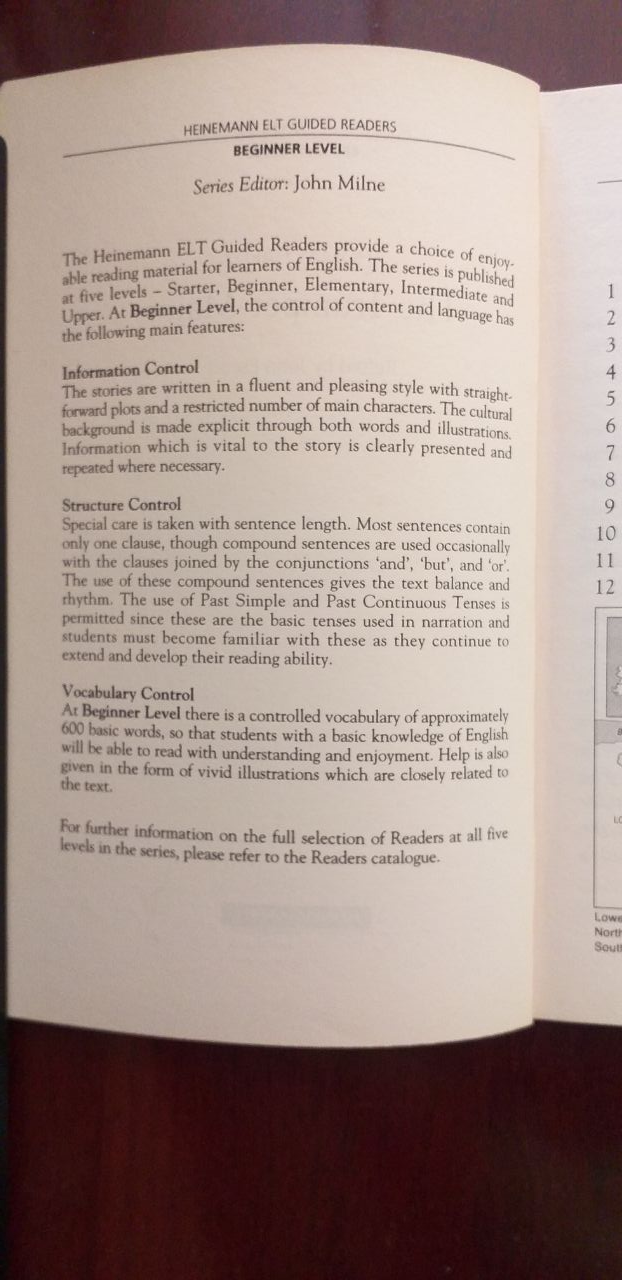 HEINEMANN ELT GUIDED READERS
BEGINNER LEVEL
Series Editor: John Milne
The Heinemann ELT Guided Readers provide a choice of enjoy-
able reading material for learners of English. The series is published
at five levels – Starter, Beginner, Elementary, Intermediate and
Upper. At Beginner Level, the control of content and language has
the following main features:
Information Control
The stories are written in a fluent and pleasing style with straight-
forward plots and a restricted number of main characters. The cultural
background is made explicit through both words and illustrations.
Information which is vital to the story is clearly presented and
repeated where necessary.
Structure Control
Special care is taken with sentence length. Most sentences contain
only one clause, though compound sentences are used occasionally
with the clauses joined by the conjunctions ‘and’, ‘but’, and ‘or’.
The use of these compound sentences gives the text balance and
rhythm. The use of Past Simple and Past Continuous Tenses is
permitted since these are the basic tenses used in narration and
students must become familiar with these as they continue to
extend and develop their reading ability.
Vocabulary Control
At Beginner Level there is a controlled vocabulary of approximately
600 basic words, so that students with a basic knowledge of English
will be able to read with understanding and enjoyment. Help is also
given in the form of vivid illustrations which are closely related to
the text.
For further information on the full selection of Readers at all five
levels in the series, please refer to the Readers catalogue.
1
2
3
4
5
6
7
8
9
10
11
12
Lowe
North
South